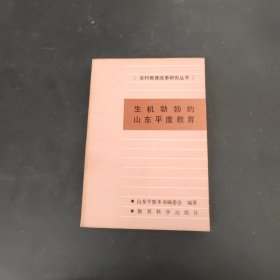 （农村教育改革研究丛书）
生机勃勃的
山东平度教育
●山东平度本书编委会 编著
●教育科学出版社